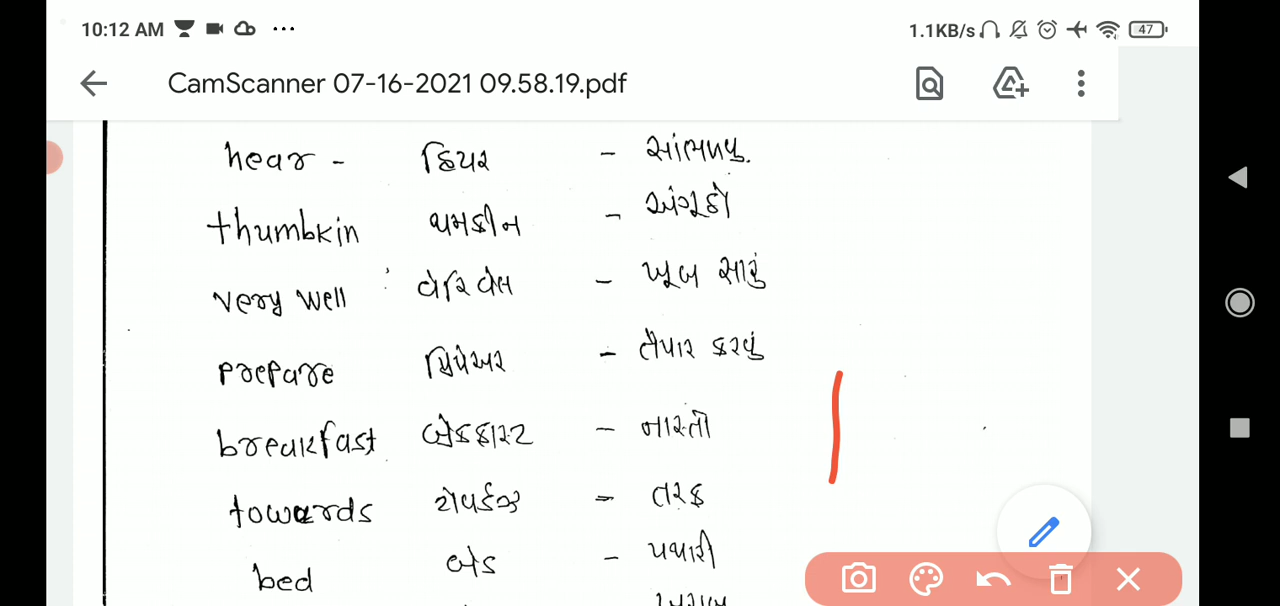 10:12 AM ... 1.1KB/s 47
CamScanner 07-16-2021 09.58.19.pdf
hear - હિયર - સાંભળવુ.
thumbkin થમકીન - અંગૂઠો
very well : વેરિ વેલ - ખૂબ સારું
prepare પ્રિપેઅર - તૈયાર કરવું
breakfast બ્રેકફાસ્ટ - નાસ્તો
towards ટોવર્ડઝ - તરફ
bed બેડ - પથારી